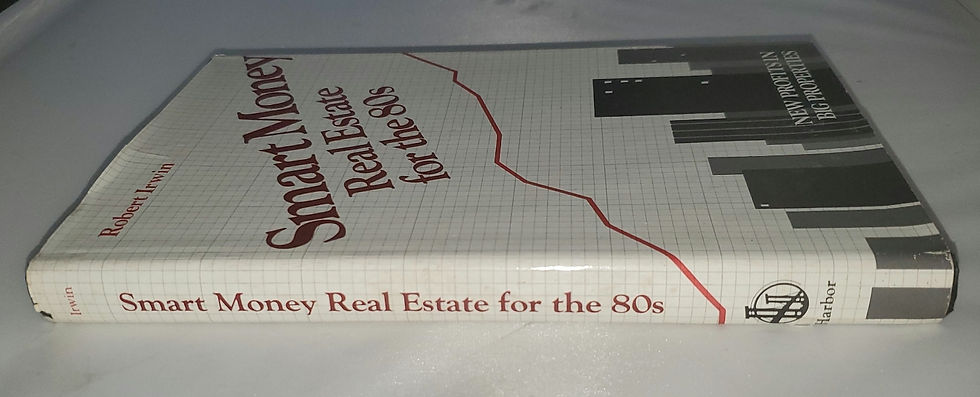 Robert Irwin
Smart Money
Real Estate
for the 80s
NEW PROFITS IN
BIG PROPERTIES
Irwin
Smart Money Real Estate for the 80s
Harbor